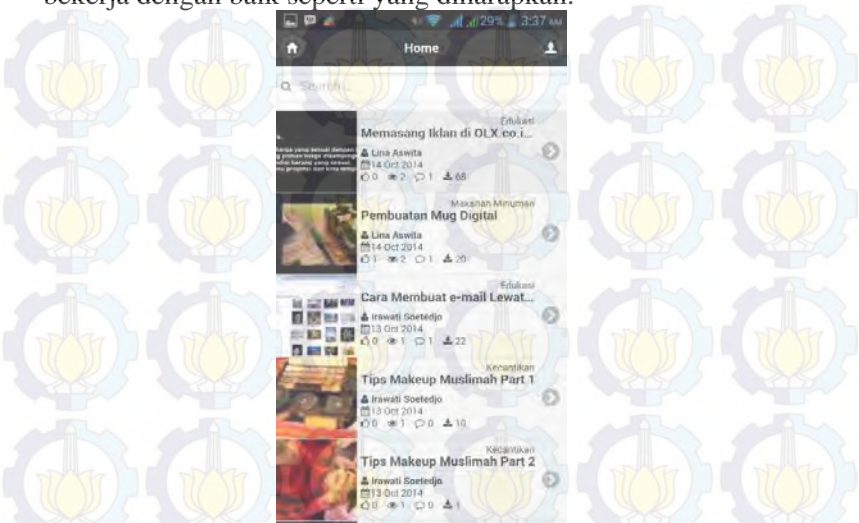 bekerja dengan baik seperti yang diharapkan.
29% 3:37 AM
Home
Search...
Edukasi
Memasang Iklan di OLX.co.i...
Lina Aswita
14 Oct 2014
0 2 1 68
Makanan Minuman
Pembuatan Mug Digital
Lina Aswita
14 Oct 2014
1 2 1 20
Edukasi
Cara Membuat e-mail Lewat...
Irawati Soetedjo
13 Oct 2014
0 1 1 22
Kecantikan
Tips Makeup Muslimah Part 1
Irawati Soetedjo
13 Oct 2014
0 1 0 10
Kecantikan
Tips Makeup Muslimah Part 2
Irawati Soetedjo
13 Oct 2014
0 1 0 1